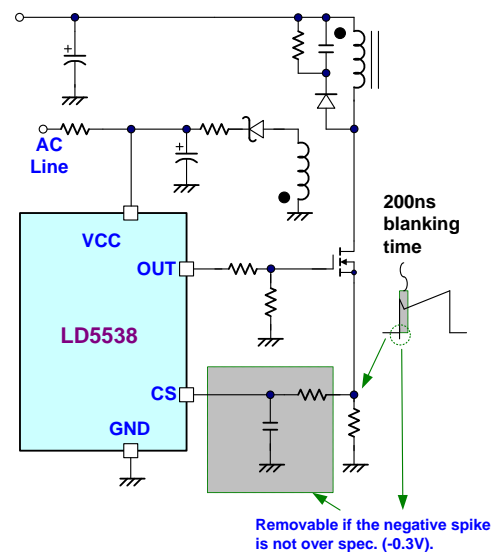 AC
Line
200ns
blanking
time
VCC
OUT
LD5538
CS
GND
Removable if the negative spike
is not over spec. (-0.3V).